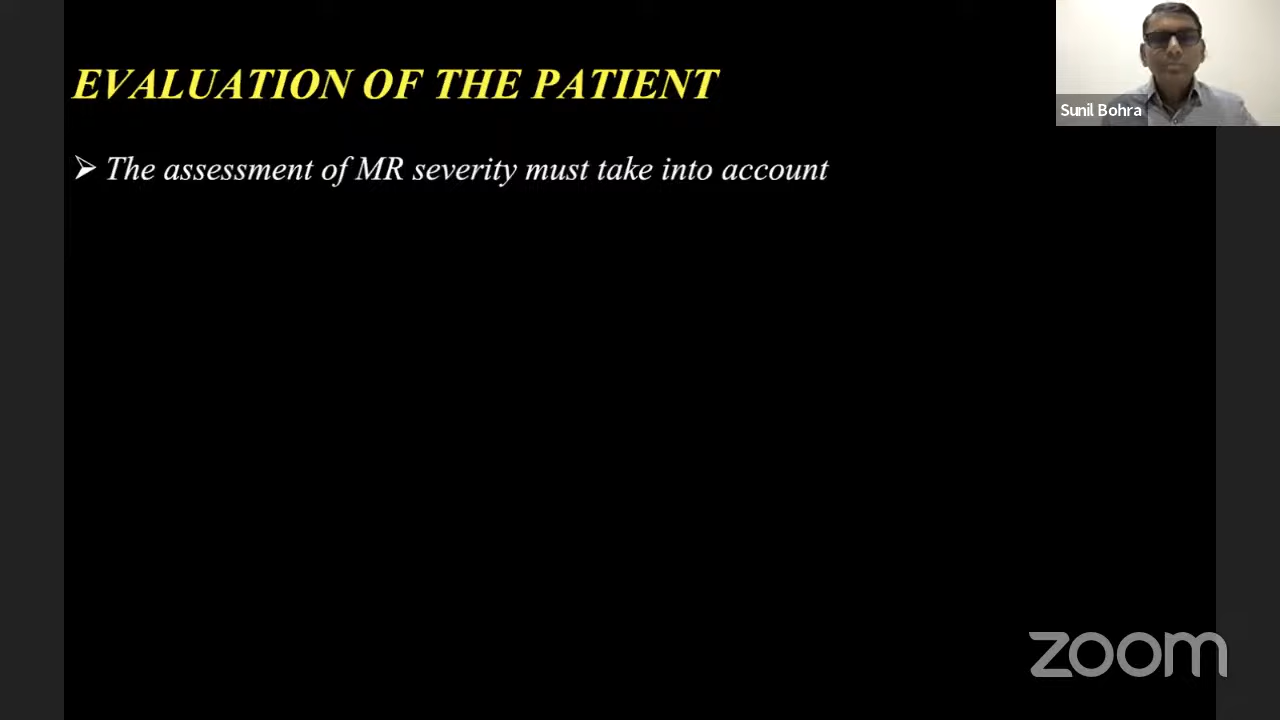 EVALUATION OF THE PATIENT
Sunil Bohra
➢ The assessment of MR severity must take into account
zoom